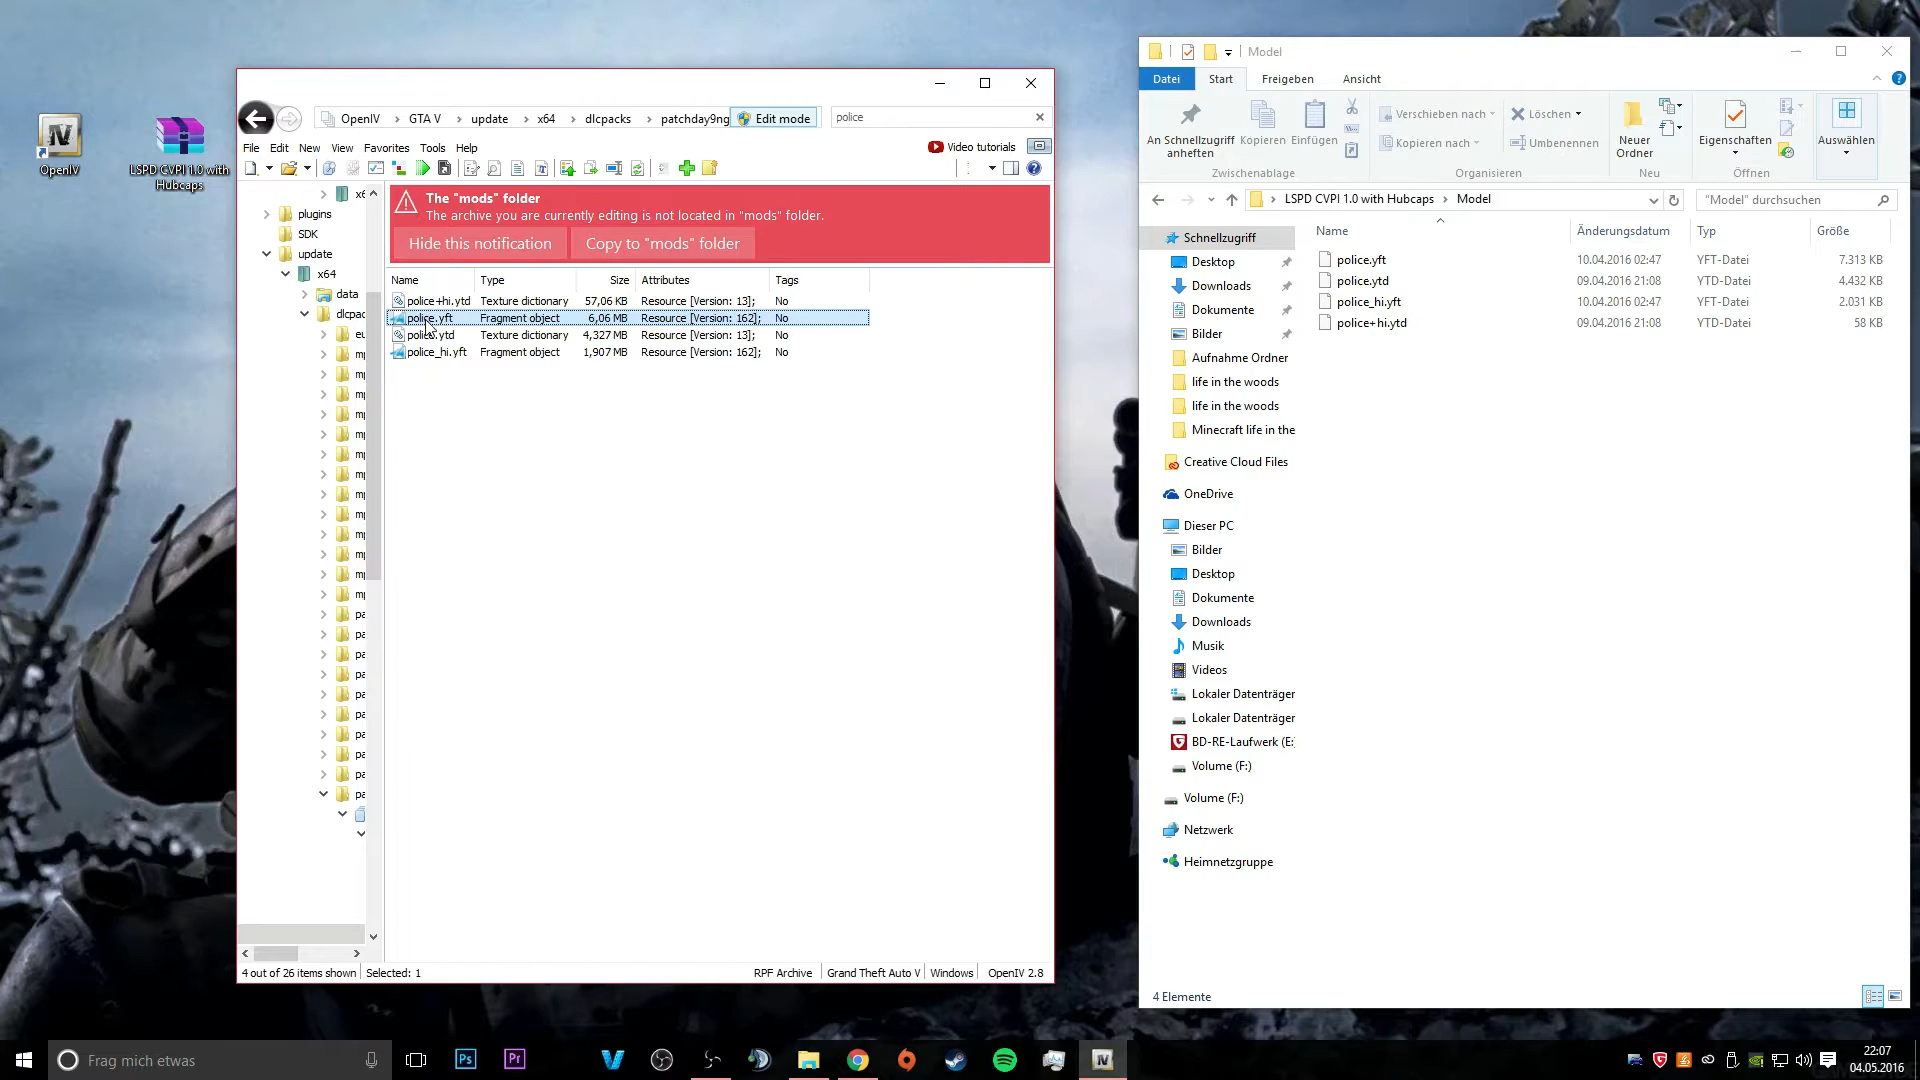 OpenIV
LSPD CVPI 1.0 with
Hubcaps
OpenIV
GTA V
update
x64
dlcpacks
patchday9ng
Edit mode
police
File
Edit
New
View
Favorites
Tools
Help
Video tutorials
plugins
SDK
update
x64
data
The "mods" folder
The archive you are currently editing is not located in "mods" folder.
Hide this notification
Copy to "mods" folder
Name Type Size Attributes Tags
police+hi.ytd Texture dictionary 57,06 KB Resource [Version: 13]; No
police.yft Fragment object 6,06 MB Resource [Version: 162]; No
police.ytd Texture dictionary 4,327 MB Resource [Version: 13]; No
police_hi.yft Fragment object 1,907 MB Resource [Version: 162]; No
4 out of 26 items shown
Selected: 1
RPF Archive
Grand Theft Auto V
Windows
OpenIV 2.8
Model
Datei
Start
Freigeben
Ansicht
An Schnellzugriff
anheften
Kopieren
Einfügen
Zwischenablage
Verschieben nach
Kopieren nach
Löschen
Umbenennen
Organisieren
Neuer
Ordner
Neu
Eigenschaften
Öffnen
Auswählen
LSPD CVPI 1.0 with Hubcaps
Model
"Model" durchsuchen
Schnellzugriff
Desktop
Downloads
Dokumente
Bilder
Aufnahme Ordner
life in the woods
life in the woods
Minecraft life in the
Creative Cloud Files
OneDrive
Dieser PC
Bilder
Desktop
Dokumente
Downloads
Musik
Videos
Lokaler Datenträger
Lokaler Datenträger
BD-RE-Laufwerk (E:
Volume (F:)
Volume (F:)
Netzwerk
Heimnetzgruppe
Name Änderungsdatum Typ Größe
police.yft 10.04.2016 02:47 YFT-Datei 7.313 KB
police.ytd 09.04.2016 21:08 YTD-Datei 4.432 KB
police_hi.yft 10.04.2016 02:47 YFT-Datei 2.031 KB
police+hi.ytd 09.04.2016 21:08 YTD-Datei 58 KB
4 Elemente
Frag mich etwas
Ps
Pr
22:07
04.05.2016